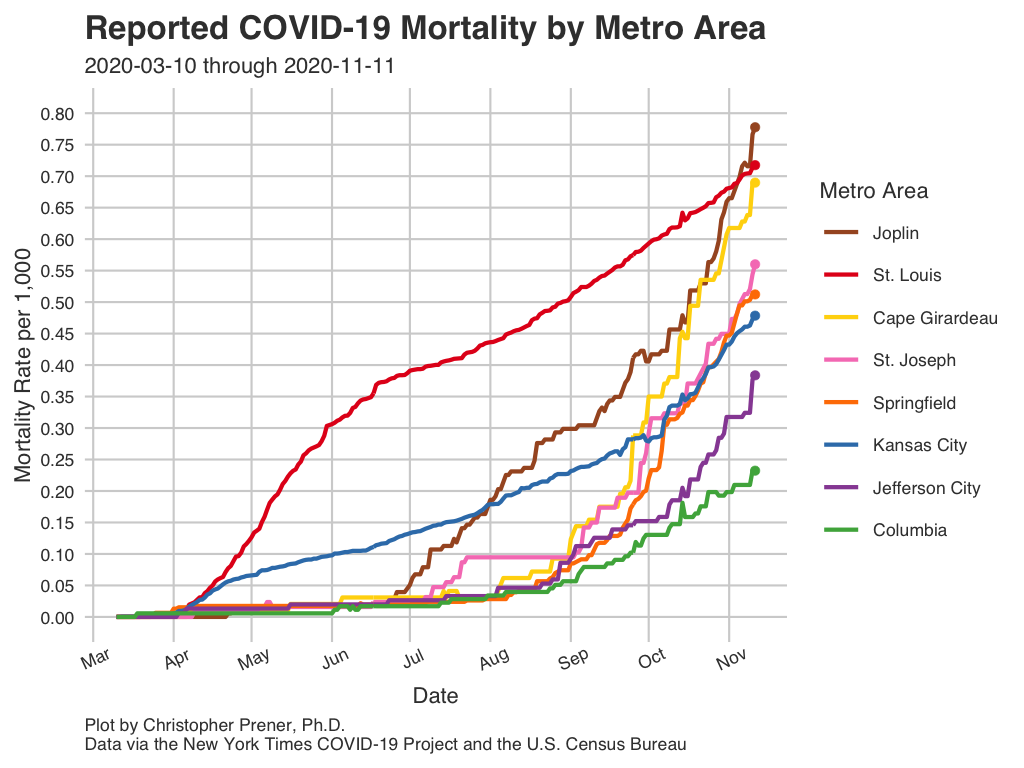 Reported COVID-19 Mortality by Metro Area
2020-03-10 through 2020-11-11
Mortality Rate per 1,000
0.80
0.75
0.70
0.65
0.60
0.55
0.50
0.45
0.40
0.35
0.30
0.25
0.20
0.15
0.10
0.05
0.00
Mar Apr May Jun Jul Aug Sep Oct Nov
Date
Metro Area
Joplin
St. Louis
Cape Girardeau
St. Joseph
Springfield
Kansas City
Jefferson City
Columbia
Plot by Christopher Prener, Ph.D.
Data via the New York Times COVID-19 Project and the U.S. Census Bureau